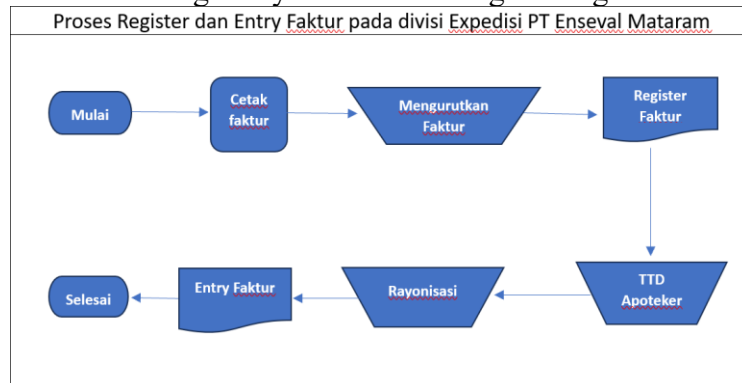 Proses Register dan Entry Faktur pada divisi Expedisi PT Enseval Mataram
Mulai
Cetak
faktur
Mengurutkan
Faktur
Register
Faktur
TTD
Apoteker
Rayonisasi
Entry Faktur
Selesai